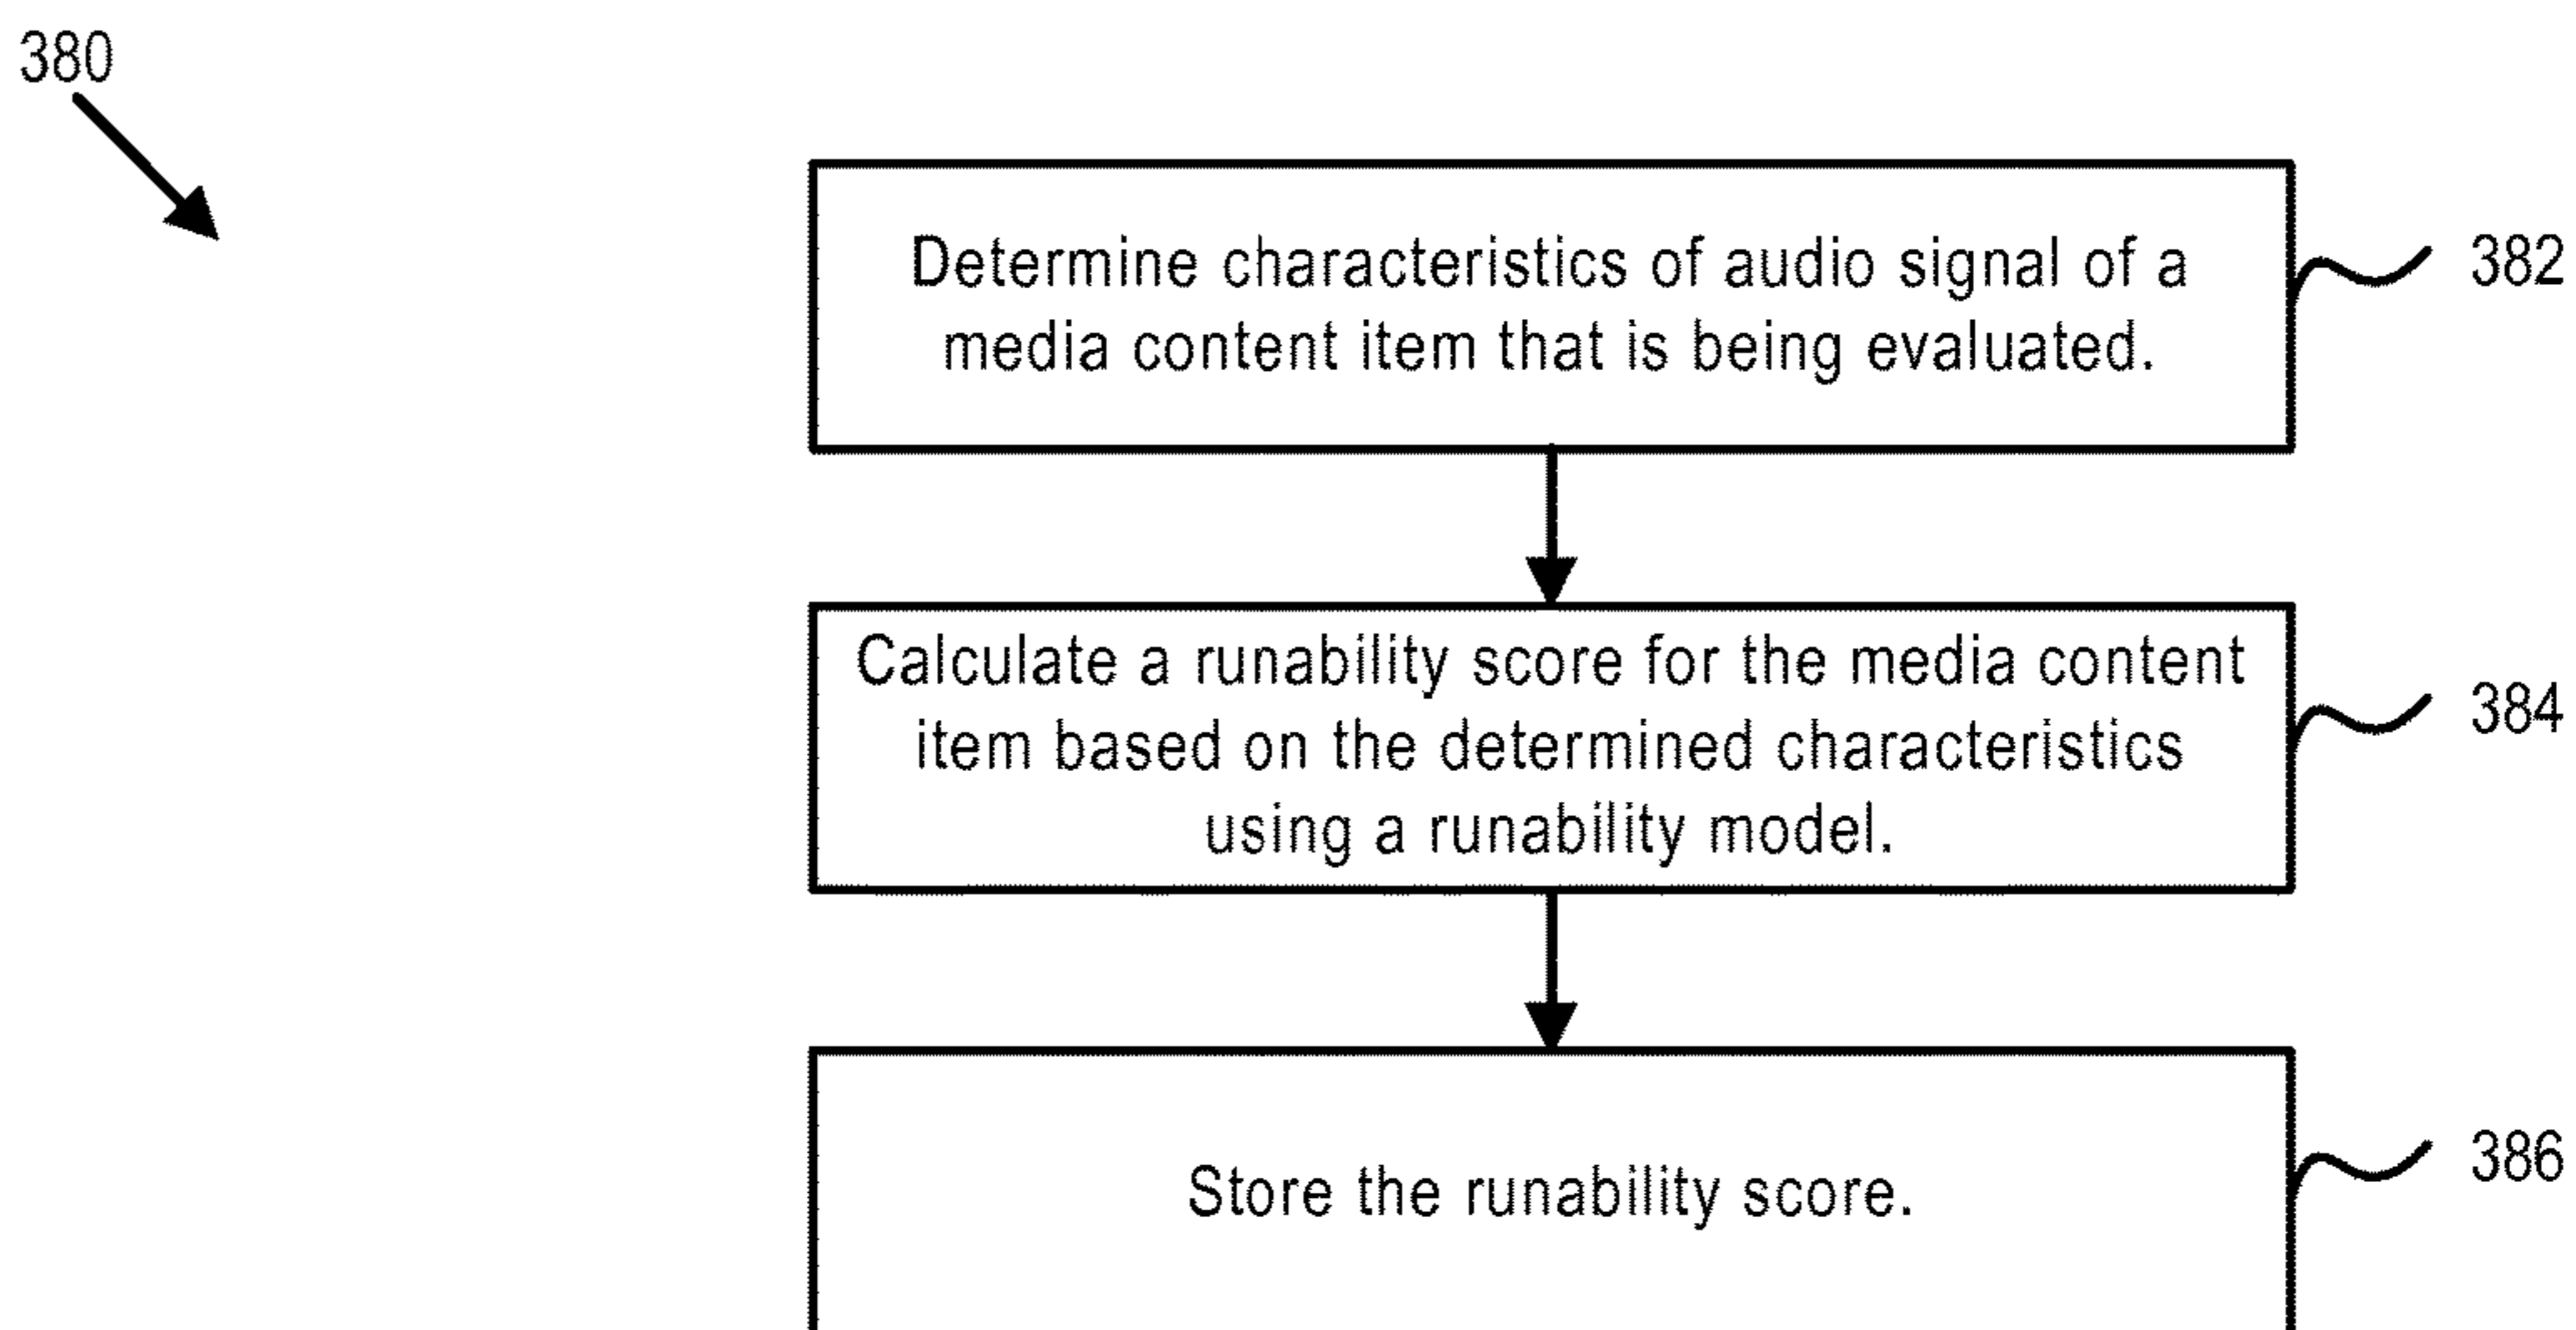 380
Determine characteristics of audio signal of a
media content item that is being evaluated.
382
Calculate a runability score for the media content
item based on the determined characteristics
using a runability model.
384
Store the runability score.
386